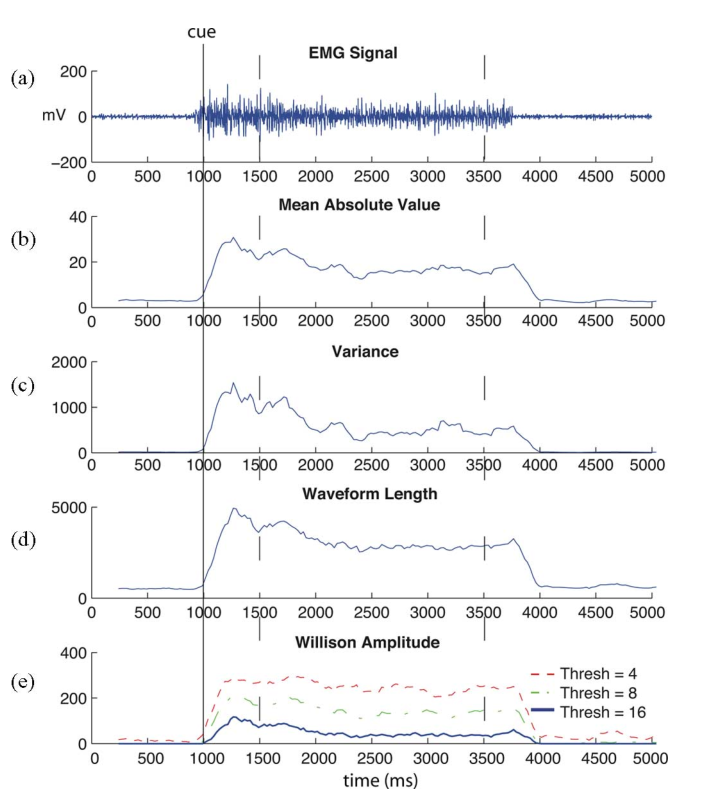 cue
EMG Signal
(a)
200
mV
0
−200
0 500 1000 1500 2000 2500 3000 3500 4000 4500 5000
Mean Absolute Value
(b)
40
20
0
0 500 1000 1500 2000 2500 3000 3500 4000 4500 5000
Variance
(c)
2000
1000
0
0 500 1000 1500 2000 2500 3000 3500 4000 4500 5000
Waveform Length
(d)
5000
0
0 500 1000 1500 2000 2500 3000 3500 4000 4500 5000
Willison Amplitude
(e)
400
200
0
Thresh = 4
Thresh = 8
Thresh = 16
0 500 1000 1500 2000 2500 3000 3500 4000 4500 5000
time (ms)